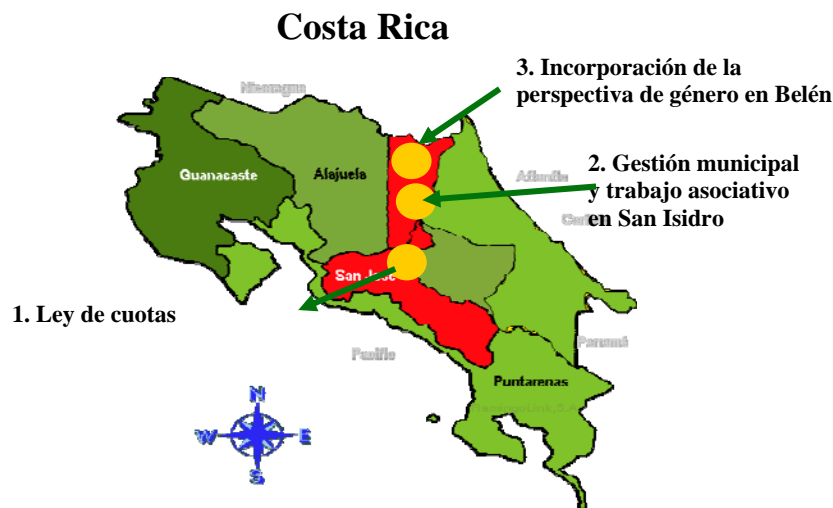 Costa Rica
3. Incorporación de la
perspectiva de género en Belén
Nicaragua
2. Gestión municipal
y trabajo asociativo
en San Isidro
Guanacaste
Alajuela
Atlantic
San José
1. Ley de cuotas
Pacific
Panamá
Puntarenas
N
W
E
S